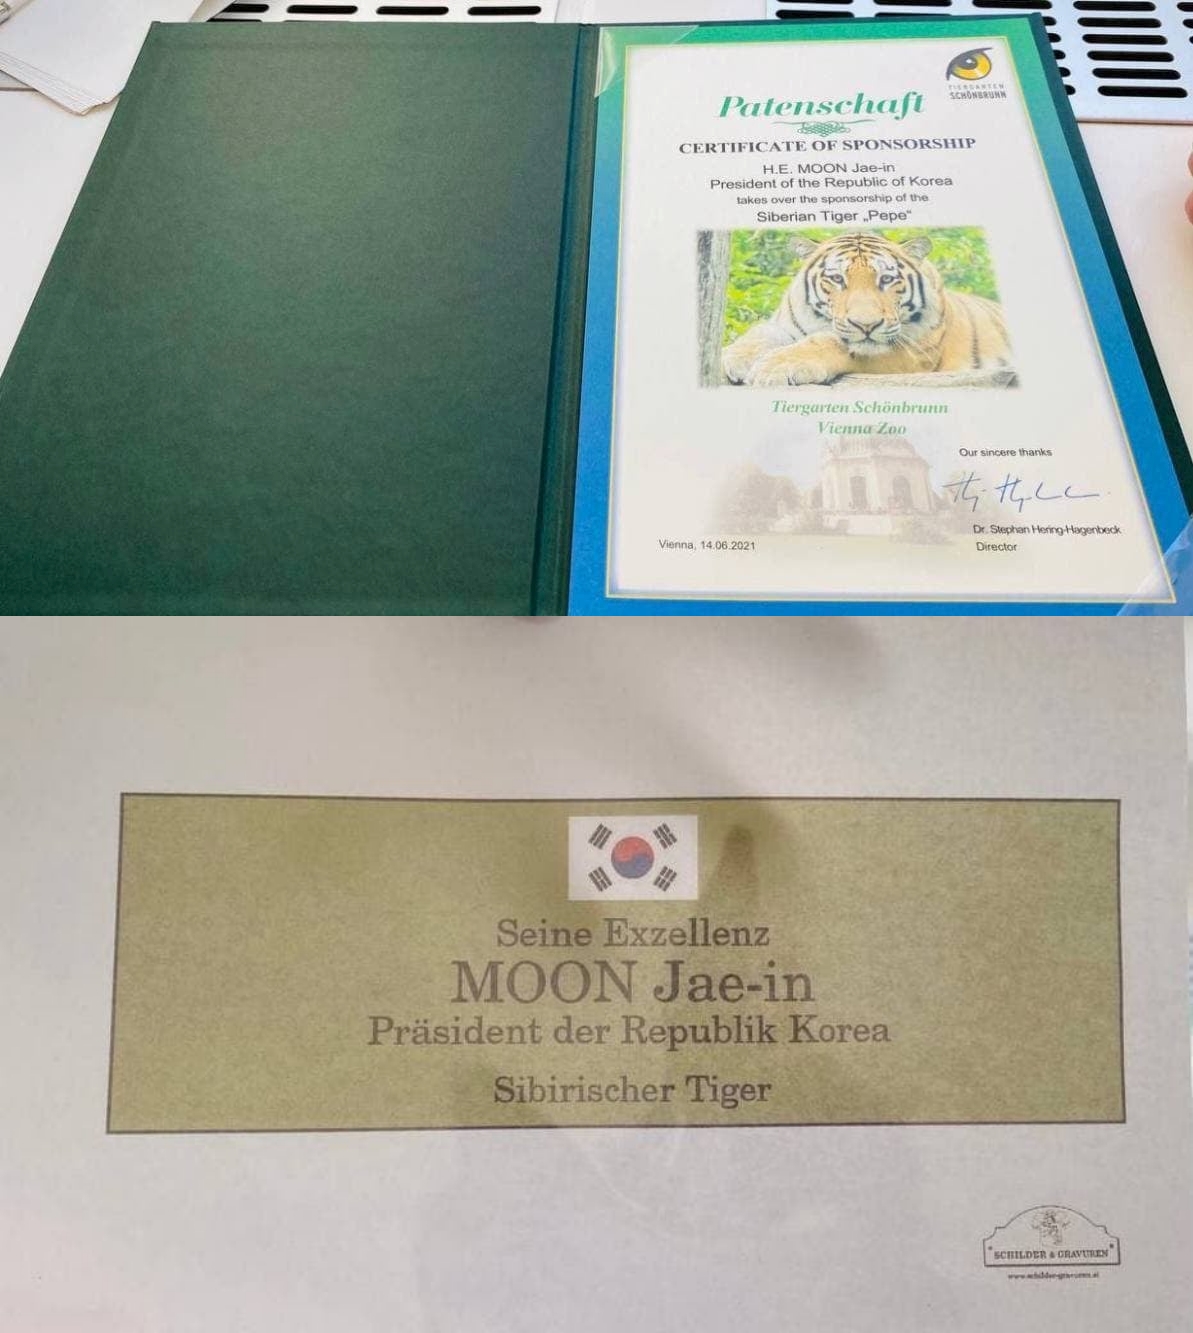 TIERGARTEN
SCHÖNBRUNN
Patenschaft
CERTIFICATE OF SPONSORSHIP
H.E. MOON Jae-in
President of the Republic of Korea
takes over the sponsorship of the
Siberian Tiger „Pepe“
Tiergarten Schönbrunn
Vienna Zoo
Our sincere thanks
Dr. Stephan Hering-Hagenbeck
Vienna, 14.06.2021
Director
Seine Exzellenz
MOON Jae-in
Präsident der Republik Korea
Sibirischer Tiger
SCHILDER & GRAVUREN